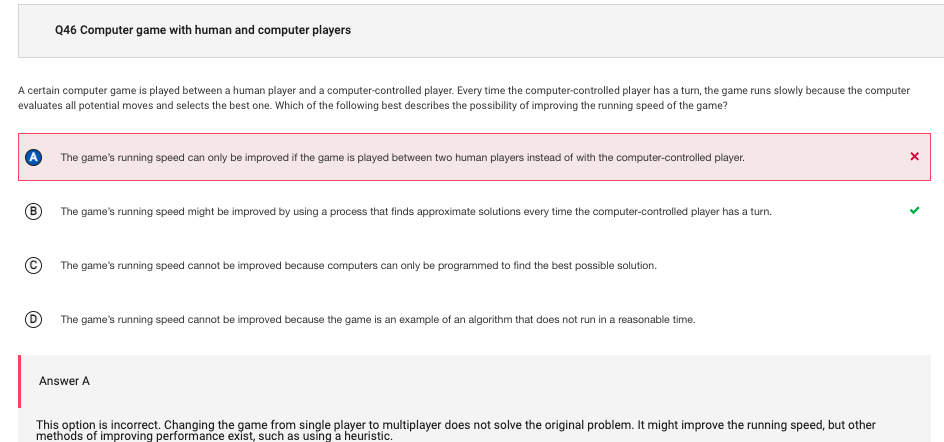 Q46 Computer game with human and computer players
A certain computer game is played between a human player and a computer-controlled player. Every time the computer-controlled player has a turn, the game runs slowly because the computer
evaluates all potential moves and selects the best one. Which of the following best describes the possibility of improving the running speed of the game?
A The game's running speed can only be improved if the game is played between two human players instead of with the computer-controlled player.
B The game's running speed might be improved by using a process that finds approximate solutions every time the computer-controlled player has a turn.
C The game's running speed cannot be improved because computers can only be programmed to find the best possible solution.
D The game's running speed cannot be improved because the game is an example of an algorithm that does not run in a reasonable time.
Answer A
This option is incorrect. Changing the game from single player to multiplayer does not solve the original problem. It might improve the running speed, but other
methods of improving performance exist, such as using a heuristic.